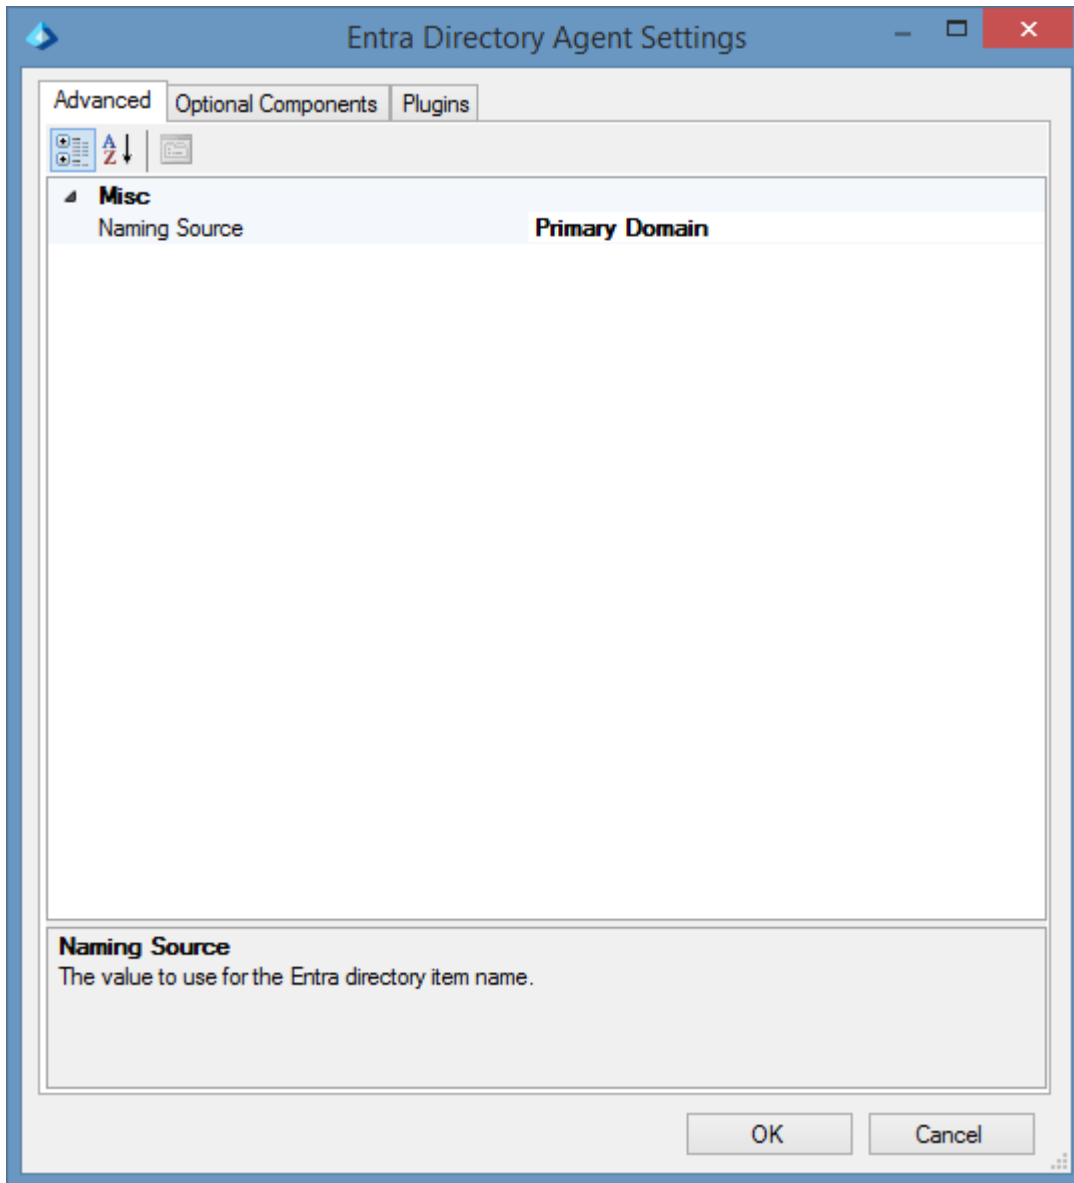 Entra Directory Agent Settings
Advanced Optional Components Plugins
Misc
Naming Source Primary Domain
Naming Source
The value to use for the Entra directory item name.
OK Cancel